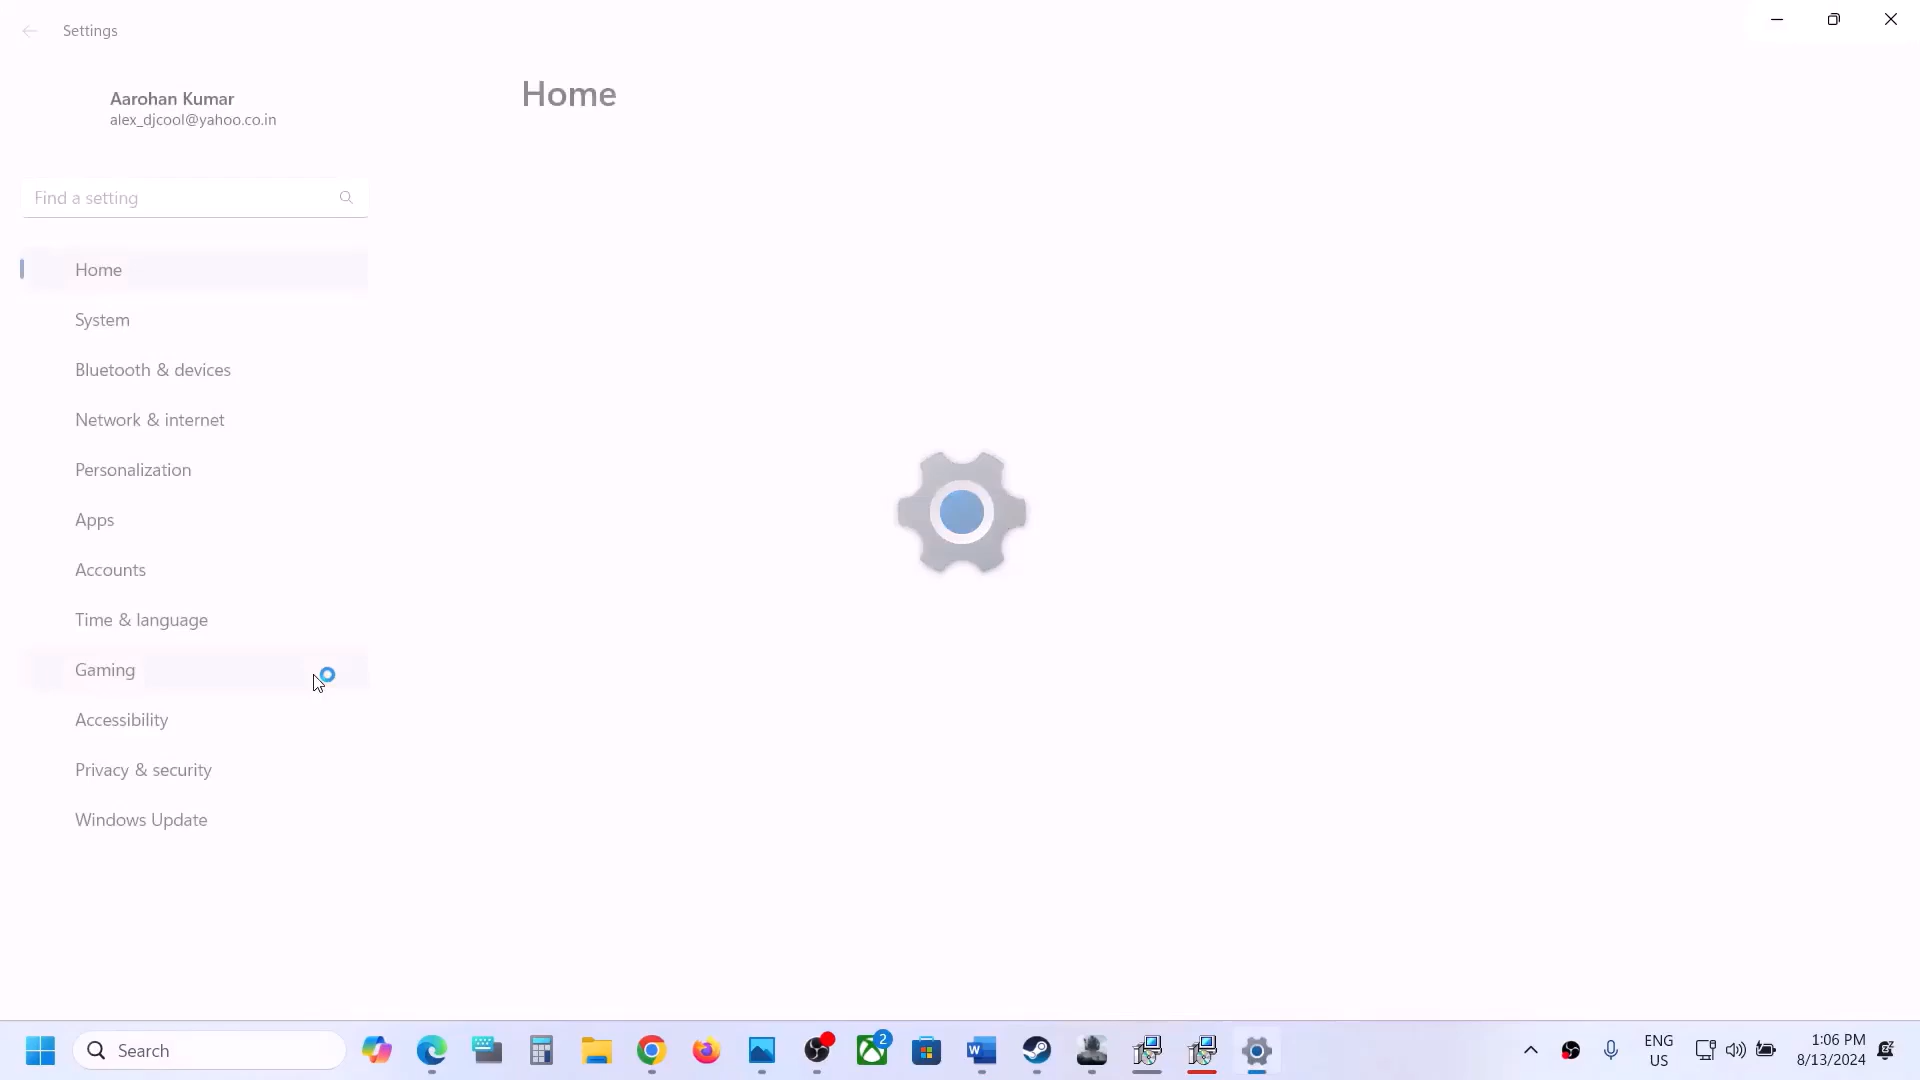 Settings
Aarohan Kumar
alex_djcool@yahoo.co.in
Find a setting
Home
System
Bluetooth & devices
Network & internet
Personalization
Apps
Accounts
Time & language
Gaming
Accessibility
Privacy & security
Windows Update
Home
Search
2
ENG
US
1:06 PM
8/13/2024